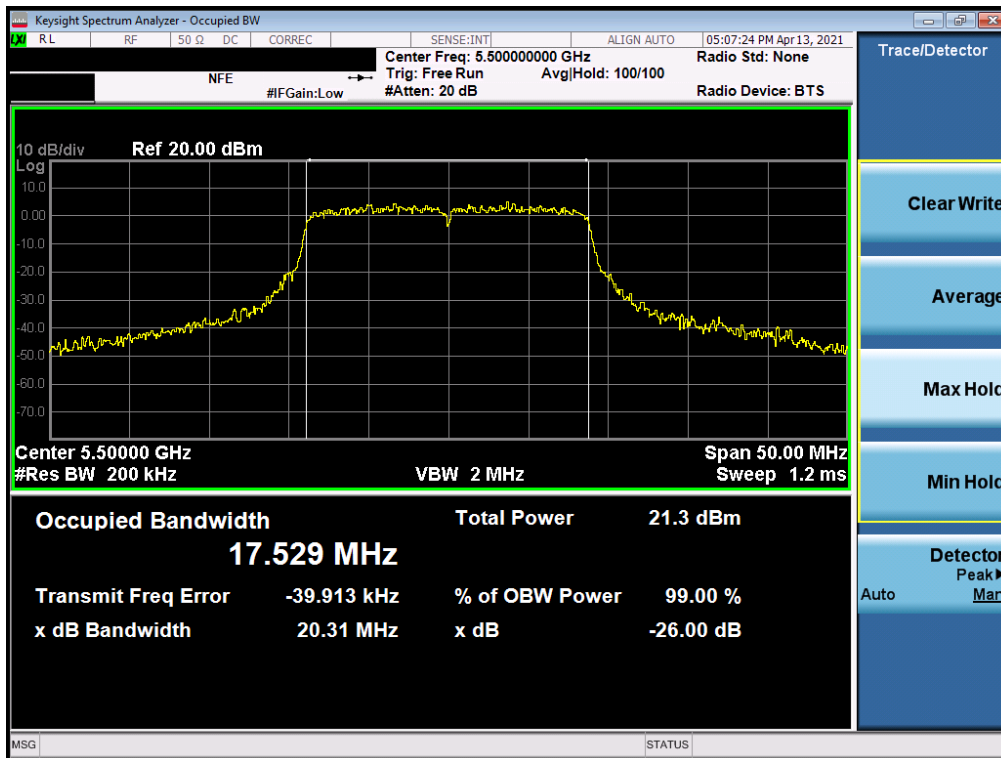 Keysight Spectrum Analyzer - Occupied BW
LXI RL RF 50 Ω DC CORREC SENSE:INT ALIGN AUTO 05:07:24 PM Apr 13, 2021
Center Freq: 5.500000000 GHz Radio Std: None
NFE Trig: Free Run Avg|Hold: 100/100
#IFGain:Low #Atten: 20 dB Radio Device: BTS
10 dB/div Ref 20.00 dBm
Log
10.0
0.00
-10.0
-20.0
-30.0
-40.0
-50.0
-60.0
-70.0
Center 5.50000 GHz Span 50.00 MHz
#Res BW 200 kHz VBW 2 MHz Sweep 1.2 ms
Occupied Bandwidth Total Power 21.3 dBm
17.529 MHz
Transmit Freq Error -39.913 kHz % of OBW Power 99.00 %
x dB Bandwidth 20.31 MHz x dB -26.00 dB
MSG STATUS
Trace/Detector
Clear Write
Average
Max Hold
Min Hold
Detector
Peak▶
Auto Man